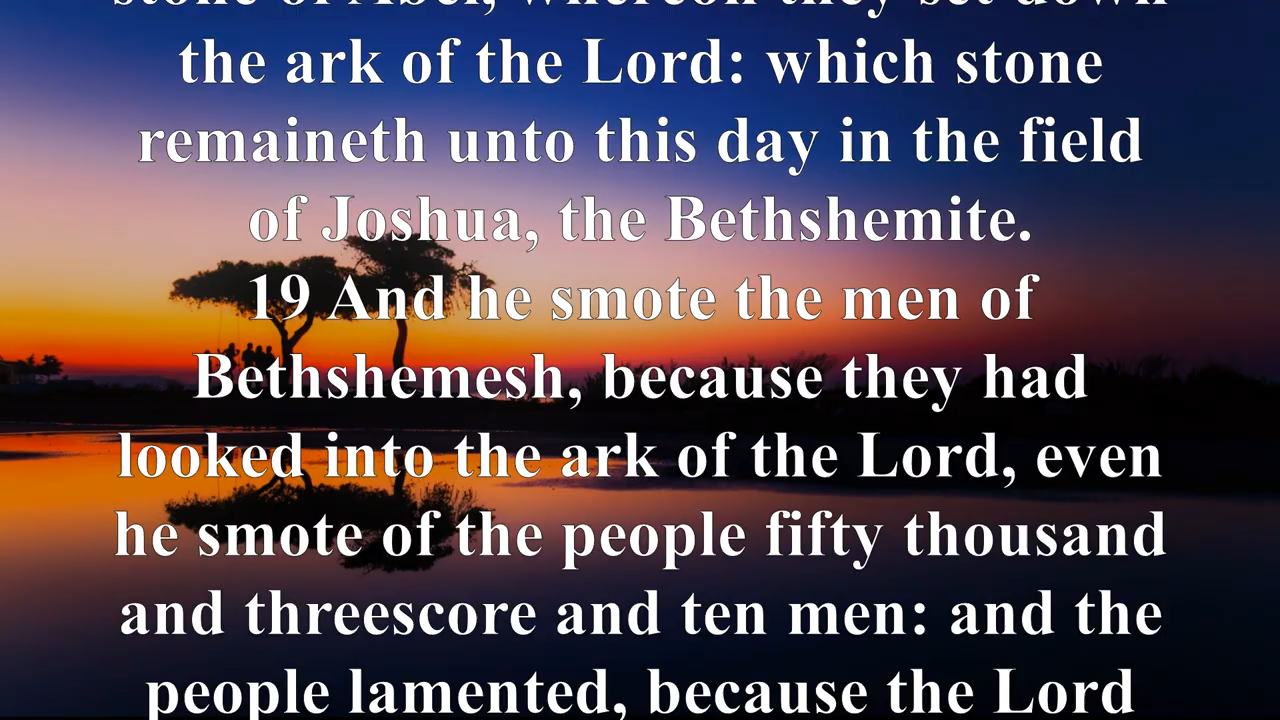 stone of Abel, whereon they set down
the ark of the Lord: which stone
remaineth unto this day in the field
of Joshua, the Bethshemite.
19 And he smote the men of
Bethshemesh, because they had
looked into the ark of the Lord, even
he smote of the people fifty thousand
and threescore and ten men: and the
people lamented, because the Lord